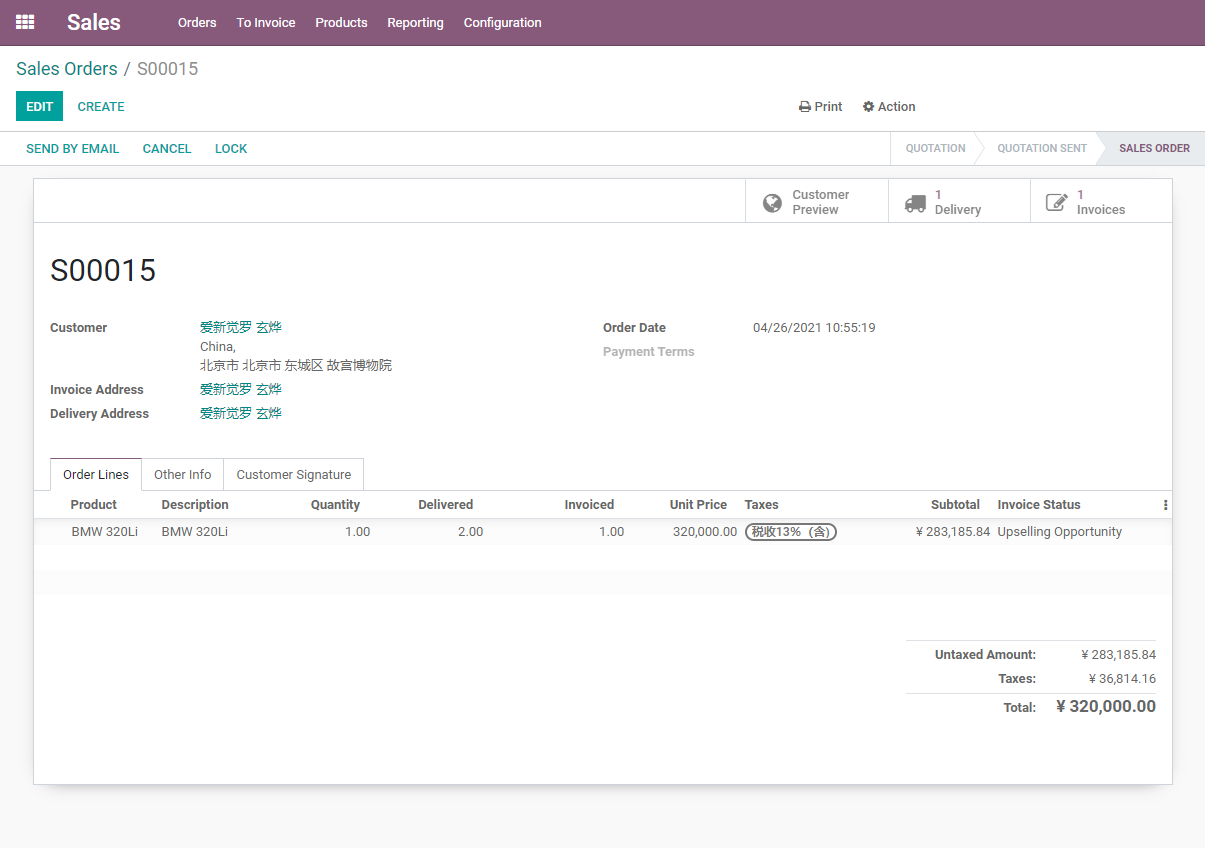 Sales Orders To Invoice Products Reporting Configuration
Sales Orders / S00015
EDIT CREATE Print Action
SEND BY EMAIL CANCEL LOCK QUOTATION QUOTATION SENT SALES ORDER
Customer Preview
1 Delivery
1 Invoices
S00015
Customer 爱新觉罗 玄烨 Order Date 04/26/2021 10:55:19
China, Payment Terms
北京市 北京市 东城区 故宫博物院
Invoice Address 爱新觉罗 玄烨
Delivery Address 爱新觉罗 玄烨
Order Lines Other Info Customer Signature
Product Description Quantity Delivered Invoiced Unit Price Taxes Subtotal Invoice Status
BMW 320Li BMW 320Li 1.00 2.00 1.00 320,000.00 税收13%（含） ¥ 283,185.84 Upselling Opportunity
Untaxed Amount: ¥ 283,185.84
Taxes: ¥ 36,814.16
Total: ¥ 320,000.00